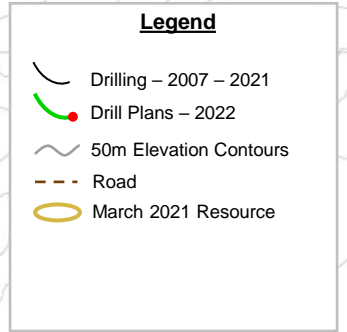 Legend
Drilling – 2007 – 2021
Drill Plans – 2022
50m Elevation Contours
Road
March 2021 Resource